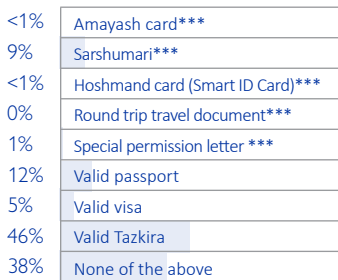 <1% Amayash card***
9% Sarshumari***
<1% Hoshmand card (Smart ID Card)***
0% Round trip travel document***
1% Special permission letter ***
12% Valid passport
5% Valid visa
46% Valid Tazkira
38% None of the above